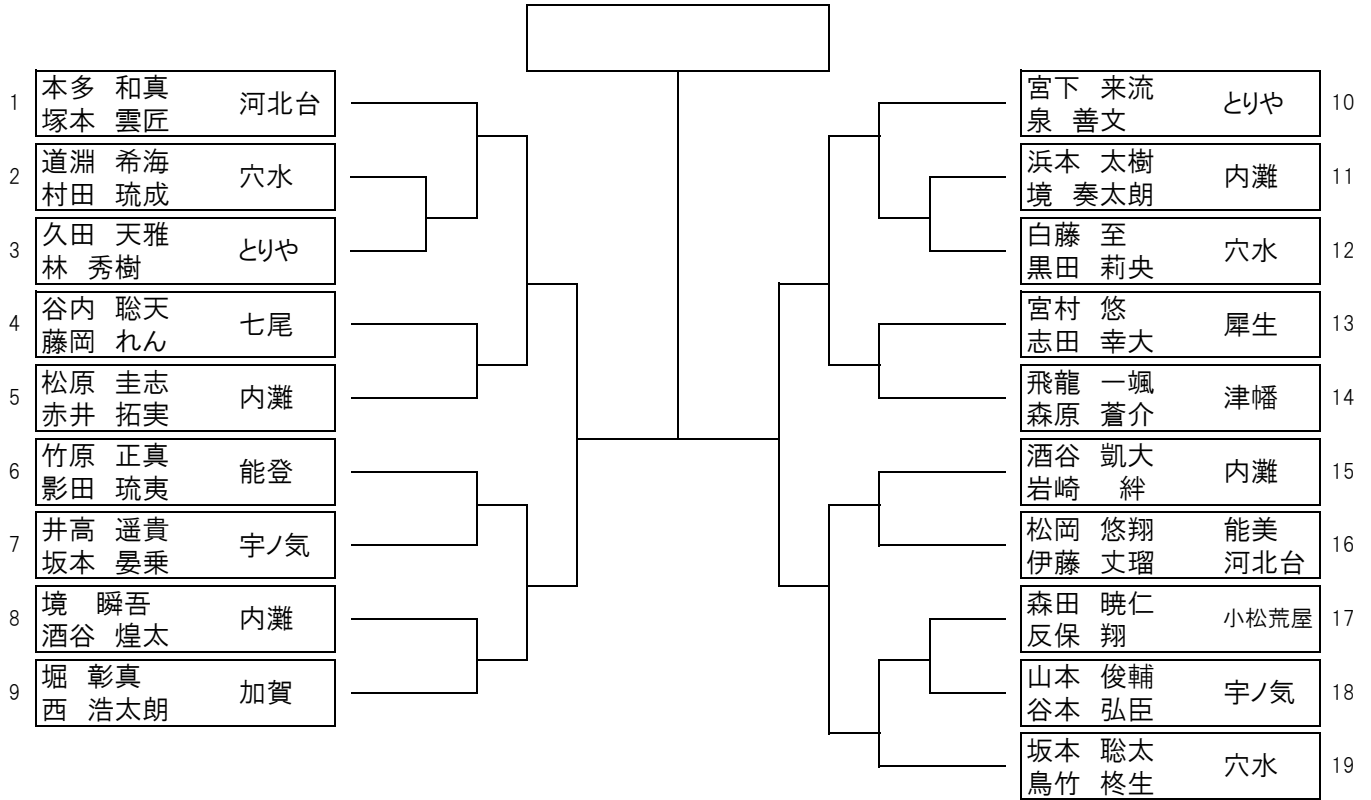 1 本多 和真 河北台
塚本 雲匠
2 道淵 希海 穴水
村田 琉成
3 久田 天雅 とりや
林 秀樹
4 谷内 聡天 七尾
藤岡 れん
5 松原 圭志 内灘
赤井 拓実
6 竹原 正真 能登
影田 琉夷
7 井高 遥貴 宇ノ気
坂本 晏乗
8 境 瞬吾 内灘
酒谷 煌太
9 堀 彰真 加賀
西 浩太朗
宮下 来流 とりや 10
泉 善文
浜本 太樹 内灘 11
境 奏太朗
白藤 至 穴水 12
黒田 莉央
宮村 悠 犀生 13
志田 幸大
飛龍 一颯 津幡 14
森原 蒼介
酒谷 凱大 内灘 15
岩崎 絆
松岡 悠翔 能美 16
伊藤 丈瑠 河北台
森田 暁仁 小松荒屋 17
反保 翔
山本 俊輔 宇ノ気 18
谷本 弘臣
坂本 聡太 穴水 19
鳥竹 柊生